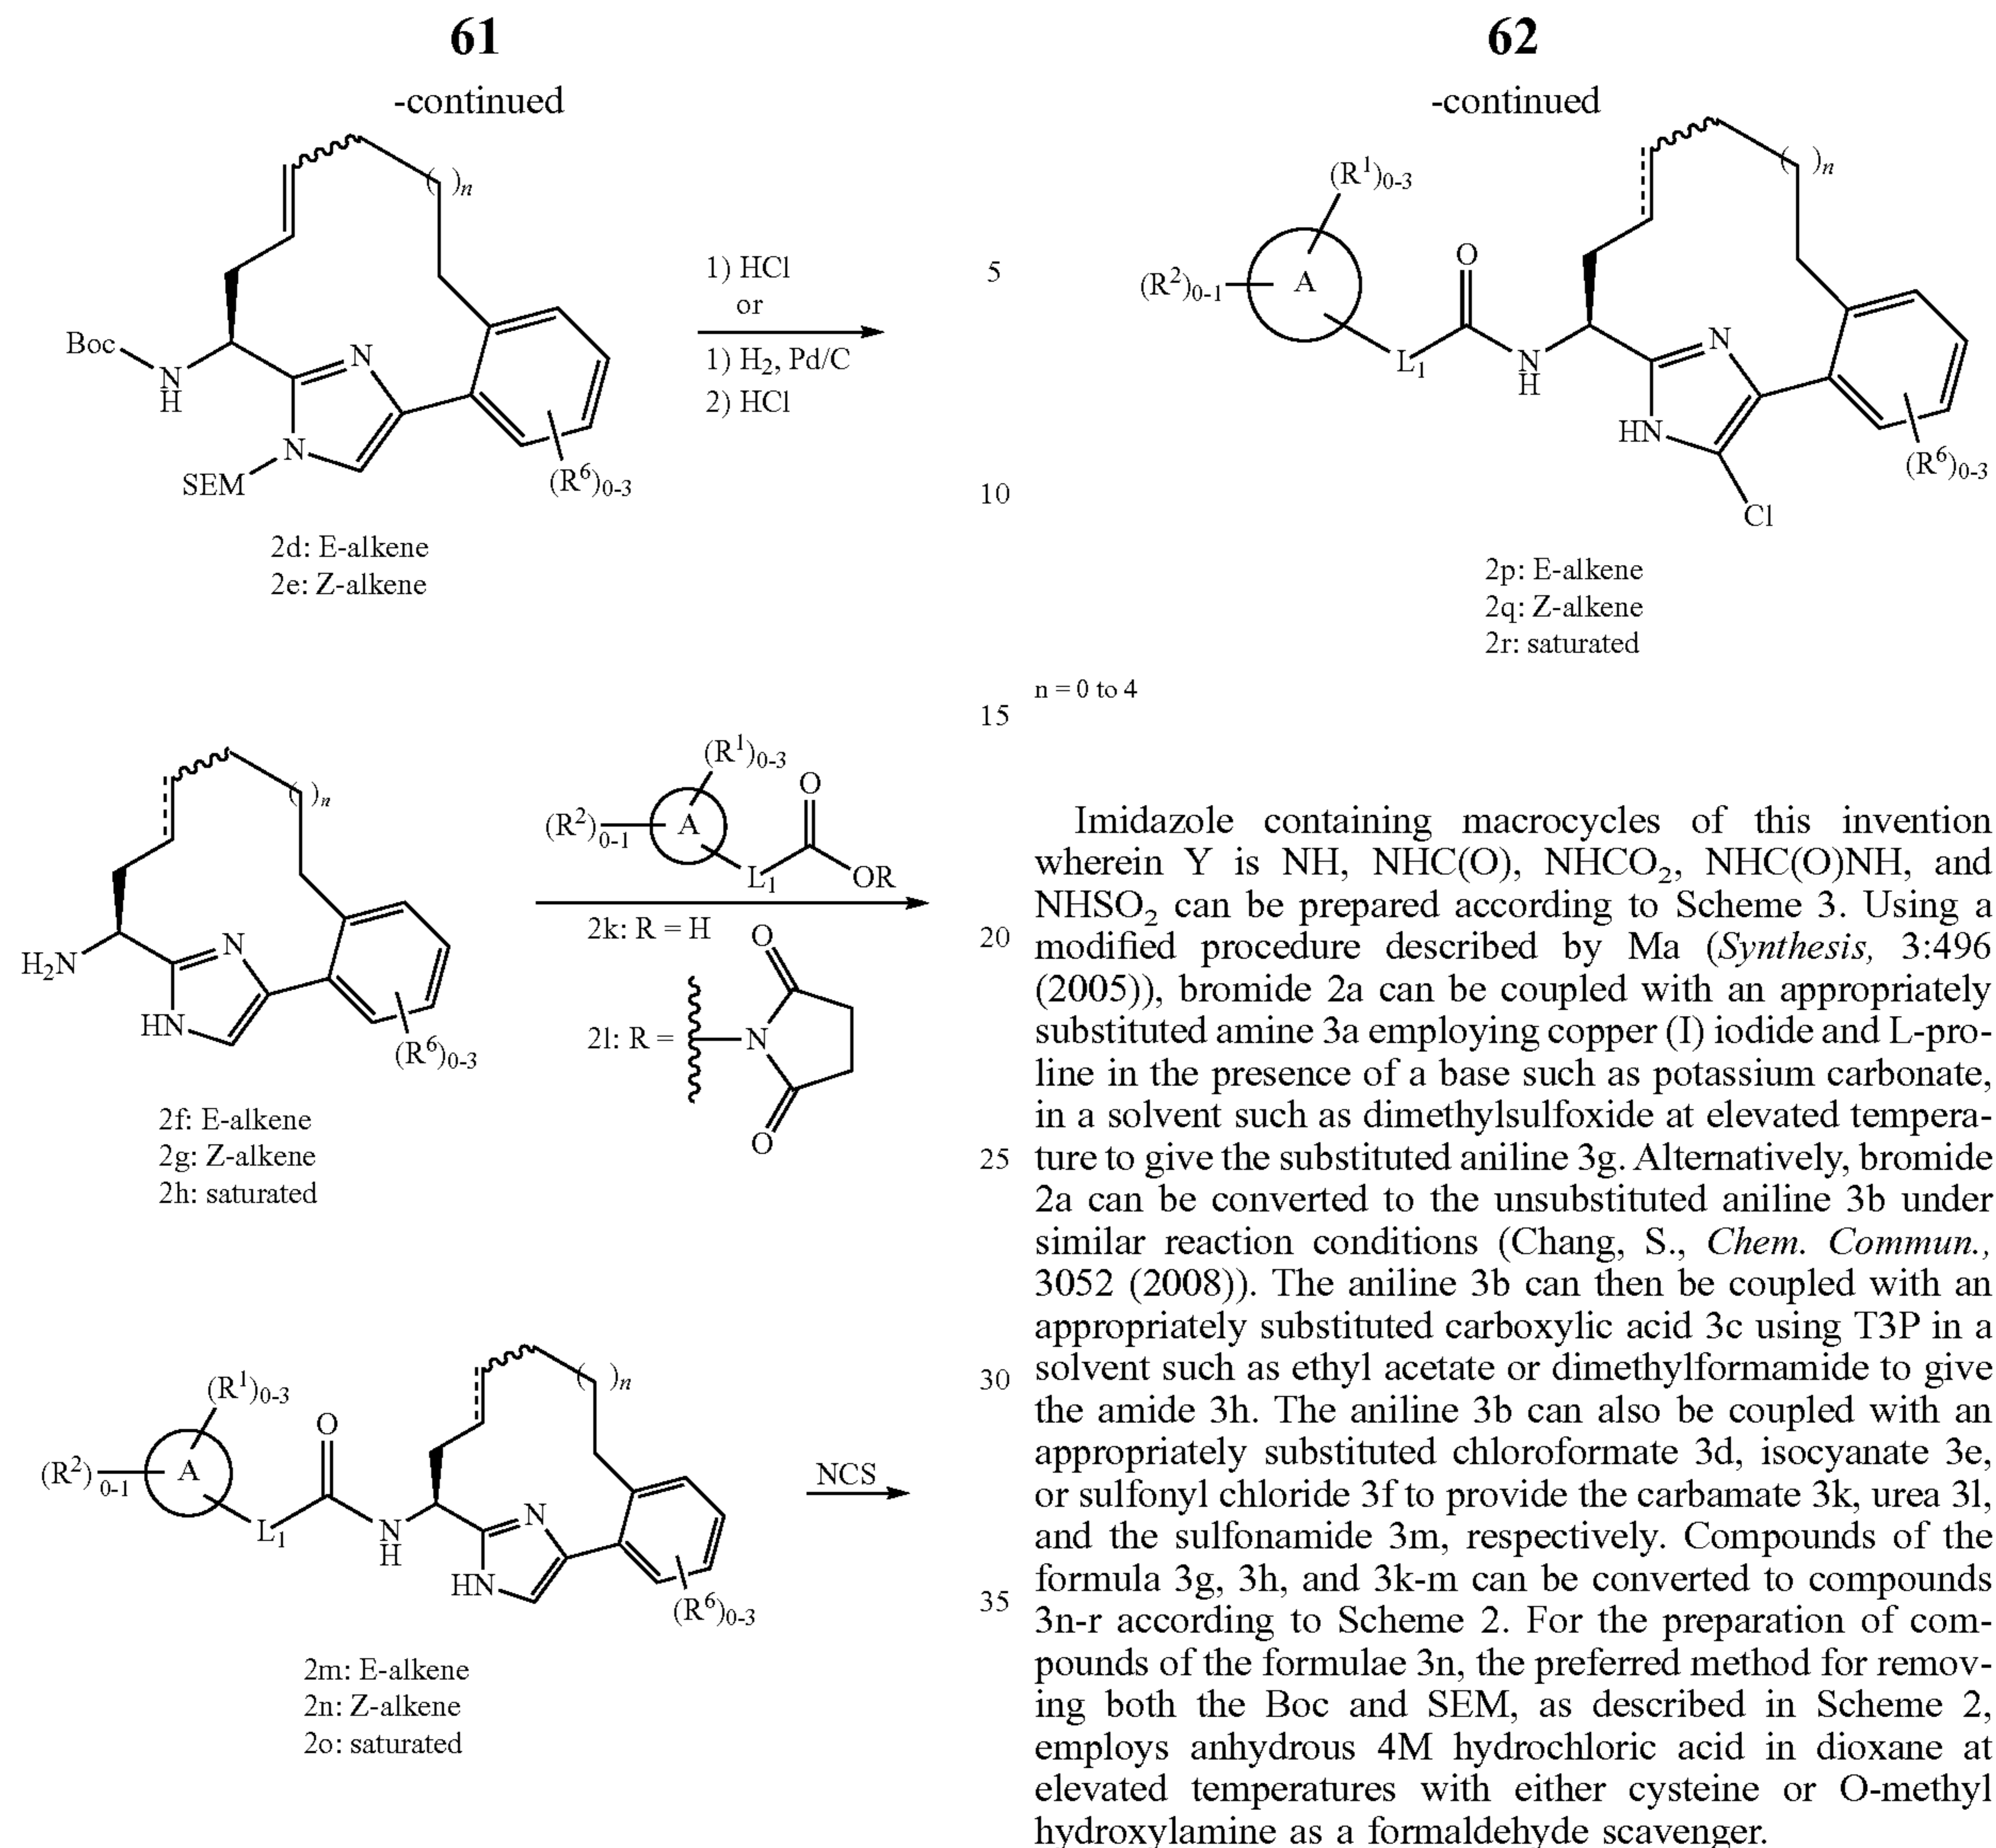 61
-continued
( )n
Boc
N
H
N
N
SEM
(R⁶)₀₋₃
1) HCl
or
1) H₂, Pd/C
2) HCl
2d: E-alkene
2e: Z-alkene
( )n
H₂N
N
HN
(R⁶)₀₋₃
2f: E-alkene
2g: Z-alkene
2h: saturated
(R¹)₀₋₃
(R²)₀₋₁
A
L₁
O
OR
2k: R = H
2l: R =
O
N
O
( )n
(R¹)₀₋₃
(R²)₀₋₁
A
L₁
O
N
H
N
HN
(R⁶)₀₋₃
NCS
2m: E-alkene
2n: Z-alkene
2o: saturated
5
10
15
20
25
30
35
62
-continued
( )n
(R¹)₀₋₃
(R²)₀₋₁
A
L₁
O
N
H
N
HN
Cl
(R⁶)₀₋₃
2p: E-alkene
2q: Z-alkene
2r: saturated
n = 0 to 4
Imidazole containing macrocycles of this invention
wherein Y is NH, NHC(O), NHCO₂, NHC(O)NH, and
NHSO₂ can be prepared according to Scheme 3. Using a
modified procedure described by Ma (Synthesis, 3:496
(2005)), bromide 2a can be coupled with an appropriately
substituted amine 3a employing copper (I) iodide and L-pro-
line in the presence of a base such as potassium carbonate,
in a solvent such as dimethylsulfoxide at elevated tempera-
ture to give the substituted aniline 3g. Alternatively, bromide
2a can be converted to the unsubstituted aniline 3b under
similar reaction conditions (Chang, S., Chem. Commun.,
3052 (2008)). The aniline 3b can then be coupled with an
appropriately substituted carboxylic acid 3c using T3P in a
solvent such as ethyl acetate or dimethylformamide to give
the amide 3h. The aniline 3b can also be coupled with an
appropriately substituted chloroformate 3d, isocyanate 3e,
or sulfonyl chloride 3f to provide the carbamate 3k, urea 3l,
and the sulfonamide 3m, respectively. Compounds of the
formula 3g, 3h, and 3k-m can be converted to compounds
3n-r according to Scheme 2. For the preparation of com-
pounds of the formulae 3n, the preferred method for remov-
ing both the Boc and SEM, as described in Scheme 2,
employs anhydrous 4M hydrochloric acid in dioxane at
elevated temperatures with either cysteine or O-methyl
hydroxylamine as a formaldehyde scavenger.